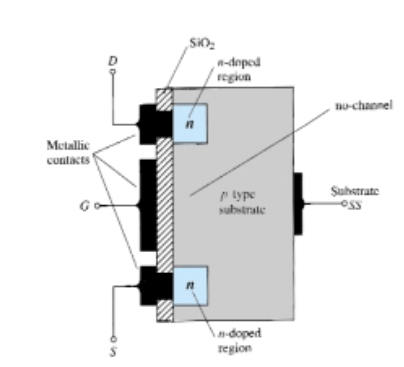 D
SiO2
n-doped
region
no-channel
n
Metallic
contacts
G
p type
substrate
Substrate
SS
n
n-doped
region
S